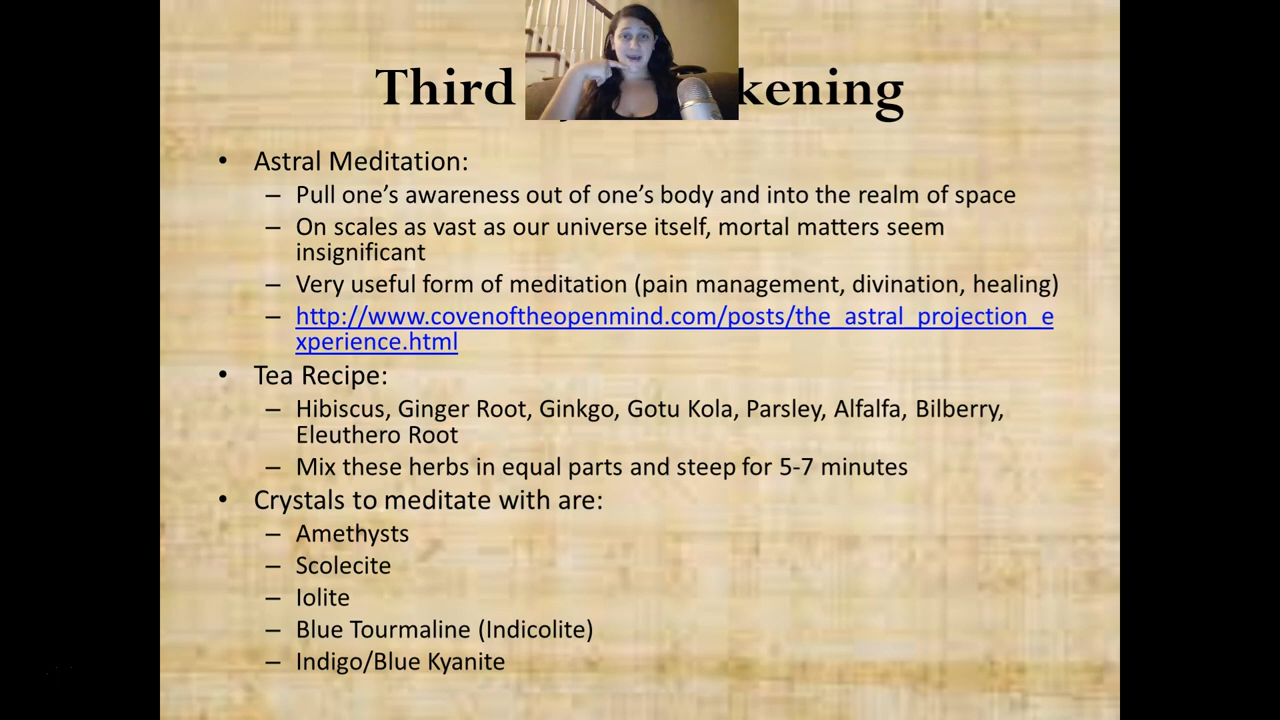 Third kening
• Astral Meditation:
– Pull one’s awareness out of one’s body and into the realm of space
– On scales as vast as our universe itself, mortal matters seem
insignificant
– Very useful form of meditation (pain management, divination, healing)
– http://www.covenoftheopenmind.com/posts/the_astral_projection_e
xperience.html
• Tea Recipe:
– Hibiscus, Ginger Root, Ginkgo, Gotu Kola, Parsley, Alfalfa, Bilberry,
Eleuthero Root
– Mix these herbs in equal parts and steep for 5-7 minutes
• Crystals to meditate with are:
– Amethysts
– Scolecite
– Iolite
– Blue Tourmaline (Indicolite)
– Indigo/Blue Kyanite